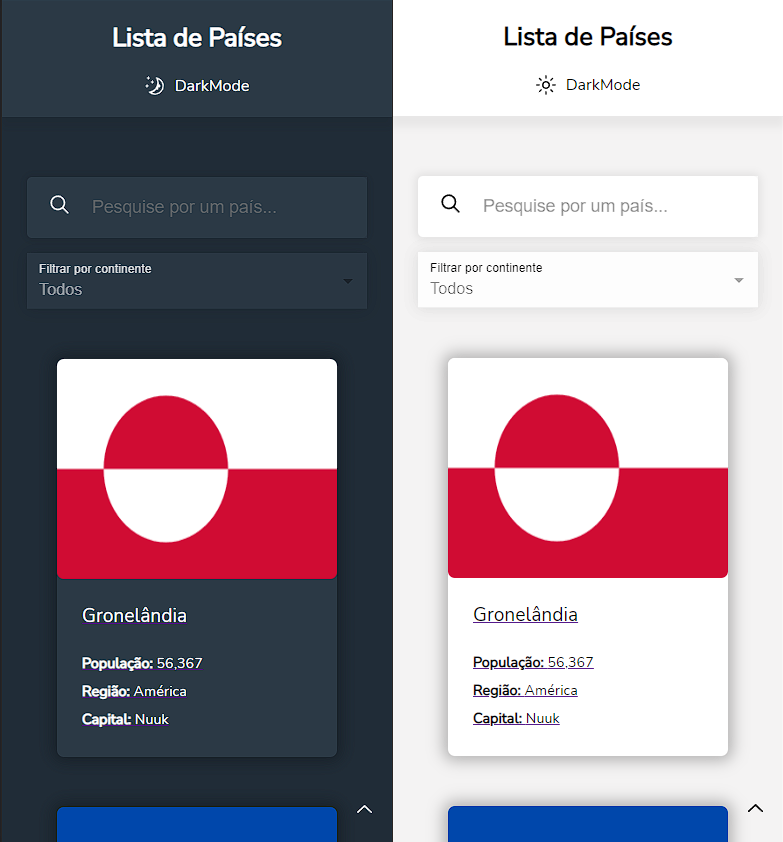 Lista de Países
DarkMode
Pesquise por um país...
Filtrar por continente
Todos
Gronelândia
População: 56,367
Região: América
Capital: Nuuk
Lista de Países
DarkMode
Pesquise por um país...
Filtrar por continente
Todos
Gronelândia
População: 56,367
Região: América
Capital: Nuuk